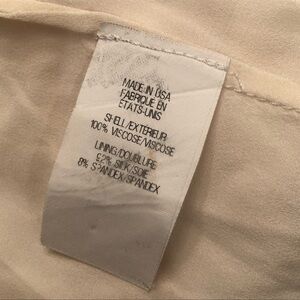 MADE IN USA
FABRIQUE EN
ETATS-UNIS
SHELL/EXTERIEUR
100% VISCOSE/VISCOSE
LINING/DOUBLURE
92% SILK/SOIE
8% SPANDEX/SPANDEX